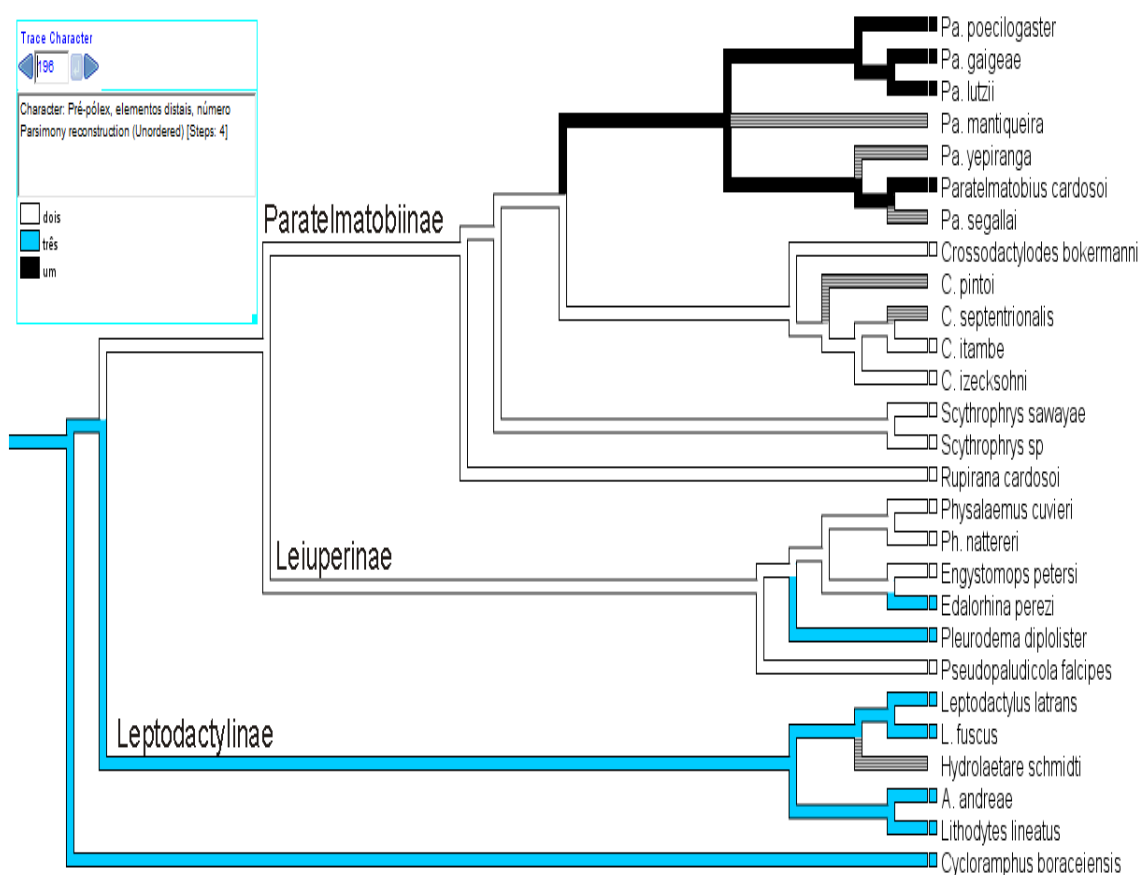 Trace Character
196
Character: Pré-pólex, elementos distais, número
Parsimony reconstruction (Unordered) [Steps: 4]
dois
três
um
Paratelmatobiinae
Leiuperinae
Leptodactylinae
Pa. poecilogaster
Pa. gaigeae
Pa. lutzii
Pa. mantiqueira
Pa. yepiranga
Paratelmatobius cardosoi
Pa. segallai
Crossodactylodes bokermanni
C. pintoi
C. septentrionalis
C. itambe
C. izecksohni
Scythrophrys sawayae
Scythrophrys sp
Rupirana cardosoi
Physalaemus cuvieri
Ph. nattereri
Engystomops petersi
Edalorhina perezi
Pleurodema diplolister
Pseudopaludicola falcipes
Leptodactylus latrans
L. fuscus
Hydrolaetare schmidti
A. andreae
Lithodytes lineatus
Cycloramphus boraceiensis